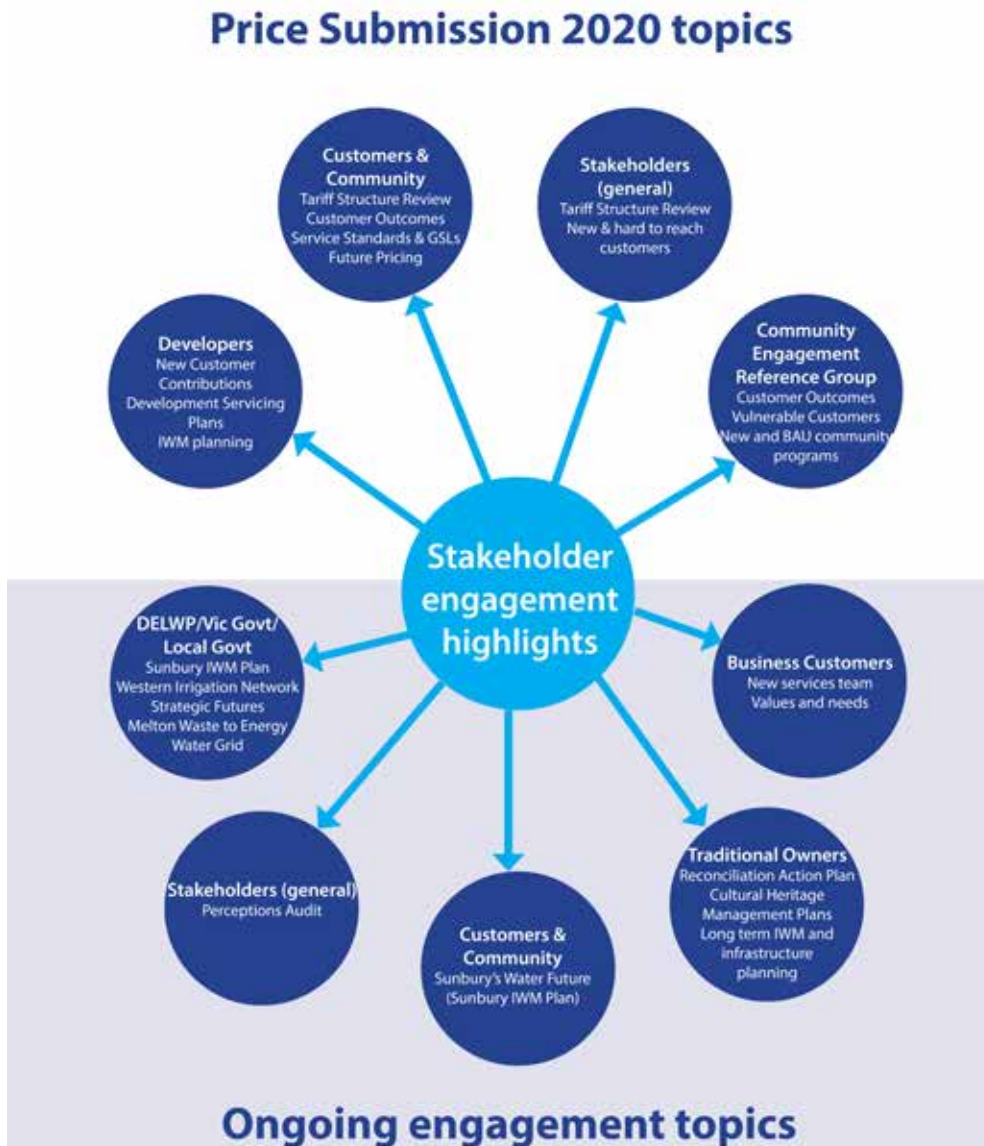 Price Submission 2020 topics
Customers &
Community
Tariff Structure Review
Customer Outcomes
Service Standards & GSLs
Future Pricing
Stakeholders
(general)
Tariff Structure Review
New & hard to reach
customers
Developers
New Customer
Contributions
Development Servicing
Plans
IWM planning
Community
Engagement
Reference Group
Customer Outcomes
Vulnerable Customers
New and BAU community
programs
Stakeholder
engagement
highlights
DELWP/Vic Govt/
Local Govt
Sunbury IWM Plan
Western Irrigation Network
Strategic Futures
Melton Waste to Energy
Water Grid
Business Customers
New services team
Values and needs
Stakeholders (general)
Perceptions Audit
Customers &
Community
Sunbury's Water Future
(Sunbury IWM Plan)
Traditional Owners
Reconciliation Action Plan
Cultural Heritage
Management Plans
Long term IWM and
infrastructure
planning
Ongoing engagement topics